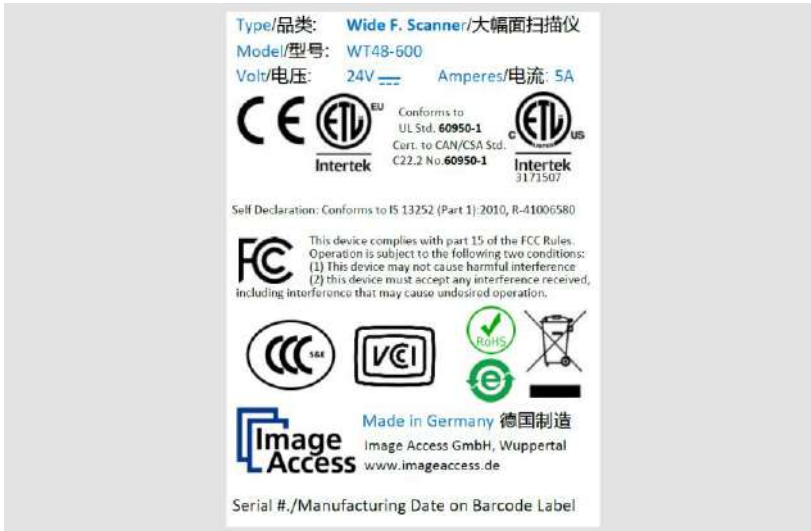 Type/品类: Wide F. Scanner/大幅面扫描仪
Model/型号: WT48-600
Volt/电压: 24V Amperes/电流: 5A
CE
ETL EU
Intertek
Conforms to
UL Std. 60950-1
Cert. to CAN/CSA Std.
C22.2 No.60950-1
C ETL LISTED US
Intertek
3171507
Self Declaration: Conforms to IS 13252 (Part 1):2010, R-41006580
FC
This device complies with part 15 of the FCC Rules.
Operation is subject to the following two conditions:
(1) This device may not cause harmful interference
(2) this device must accept any interference received,
including interference that may cause undesired operation.
CCC S&E
VCCI
RoHS
e
Image
Access
Made in Germany 德国制造
Image Access GmbH, Wuppertal
www.imageaccess.de
Serial #./Manufacturing Date on Barcode Label